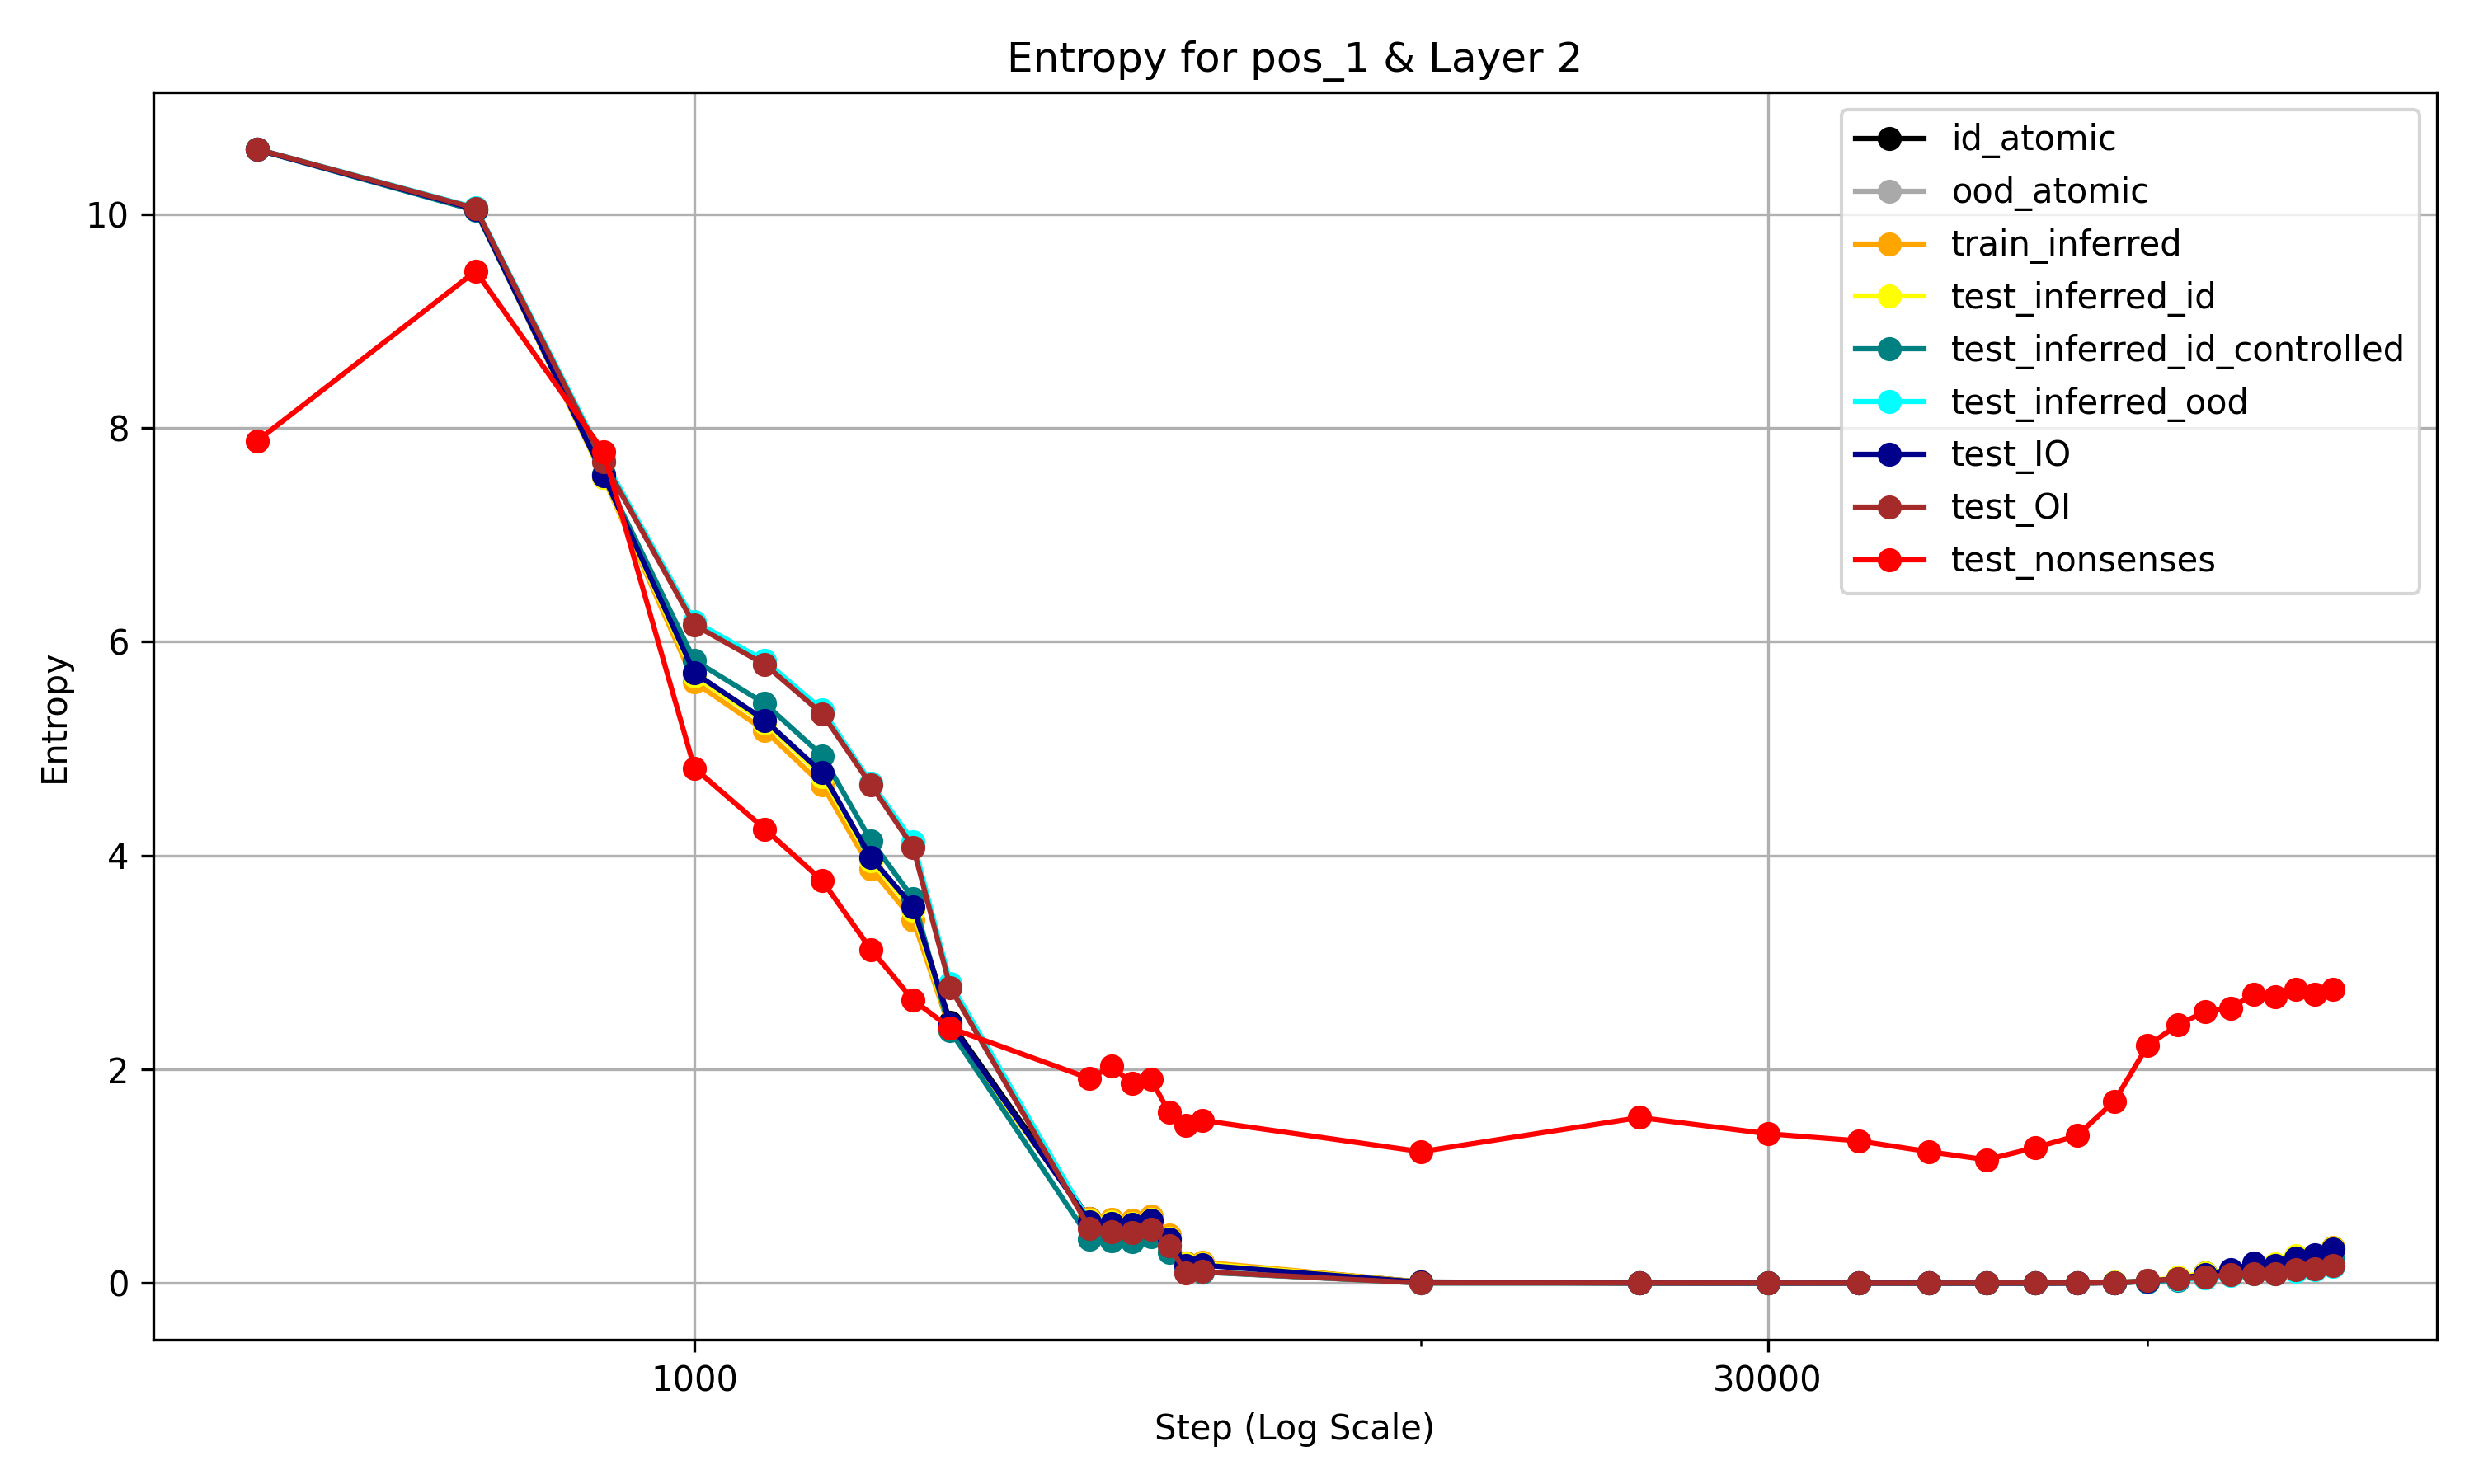 Entropy for pos_1 & Layer 2
10
8
6
4
2
0
Entropy
id_atomic
ood_atomic
train_inferred
test_inferred_id
test_inferred_id_controlled
test_inferred_ood
test_IO
test_OI
test_nonsenses
1000
30000
Step (Log Scale)